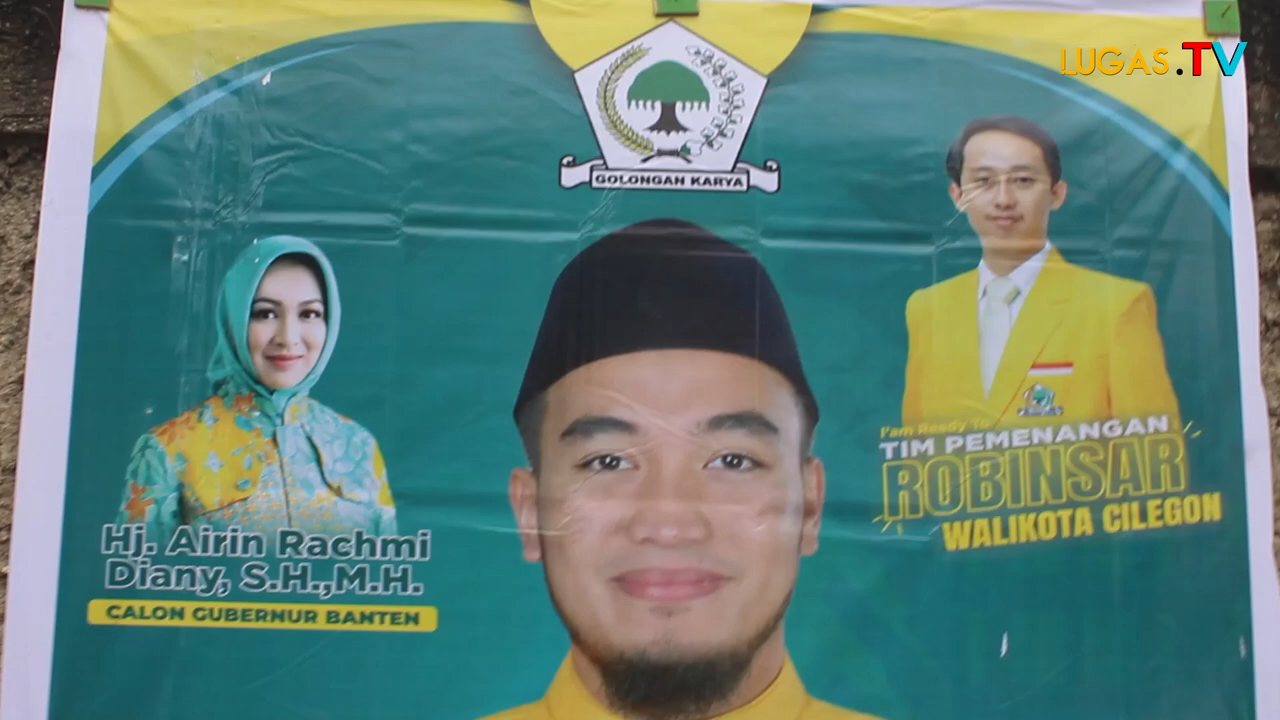 LUGAS.TV
GOLONGAN KARYA
Hj. Airin Rachmi
Diany, S.H.,M.H.
CALON GUBERNUR BANTEN
I'am Ready To
TIM PEMENANGAN
ROBINSAR
WALIKOTA CILEGON